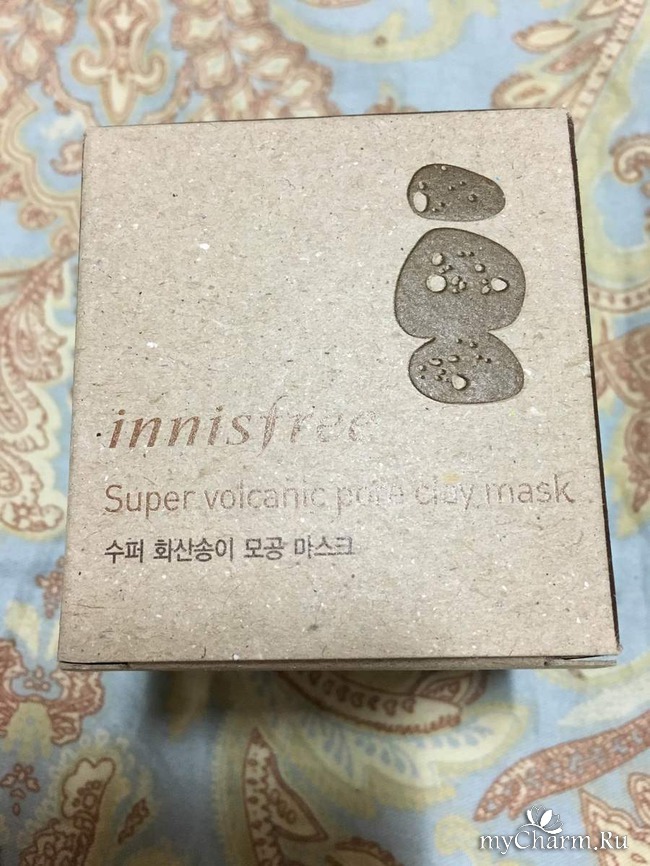 innisfree
Super volcanic pore clay mask
수퍼 화산송이 모공 마스크
myCharm.Ru